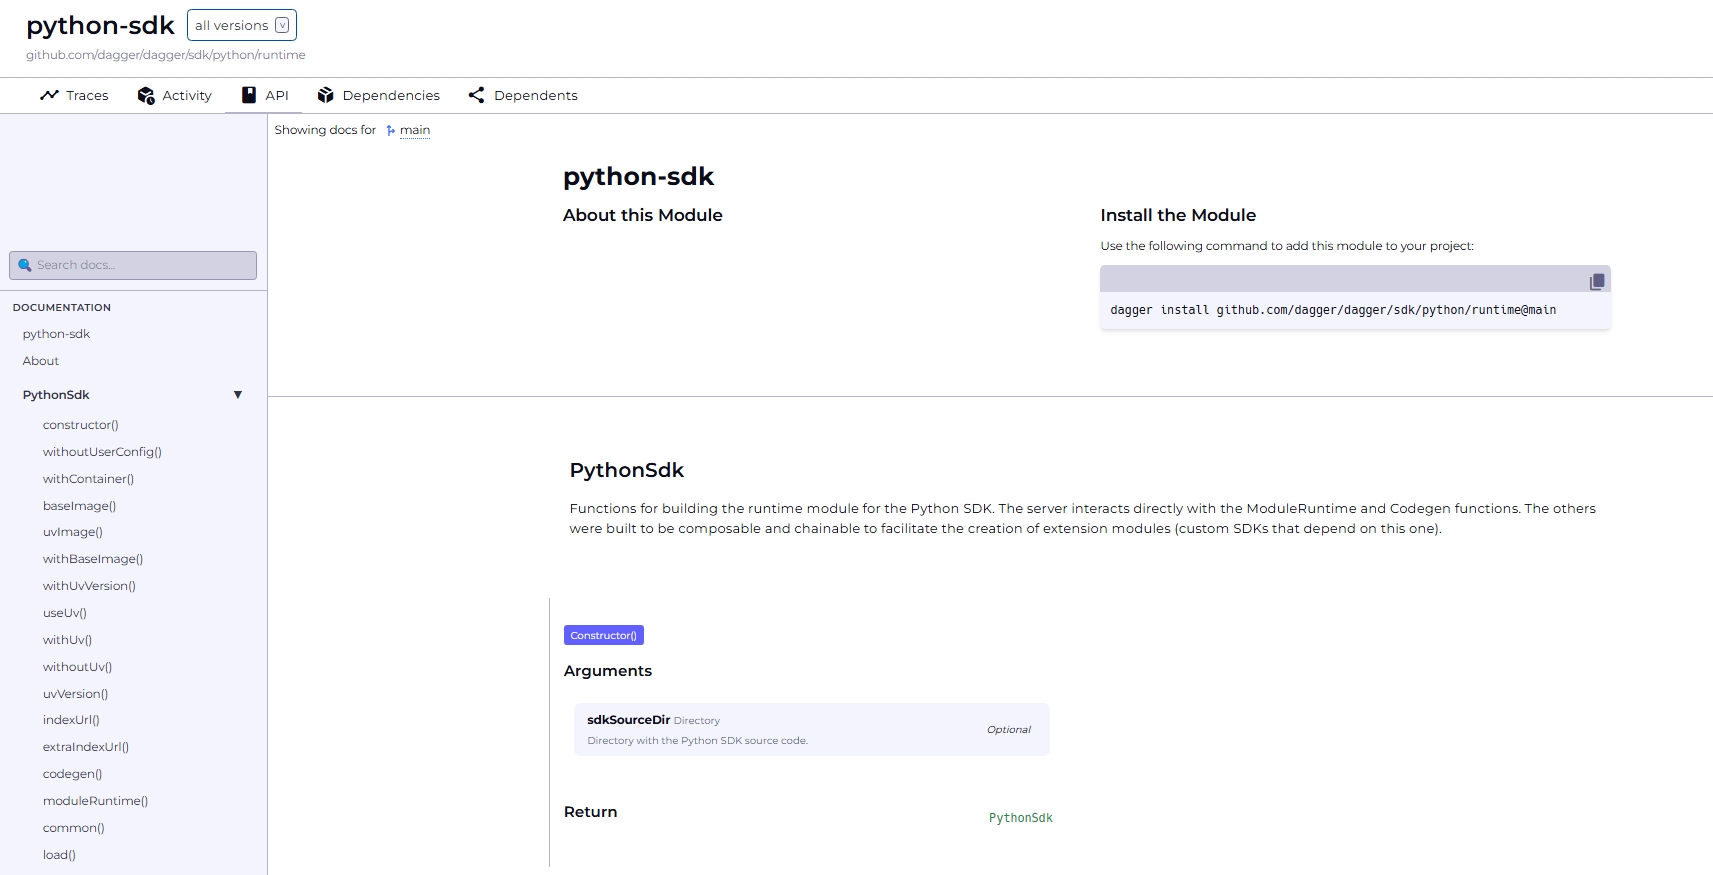 python-sdk all versions v
github.com/dagger/dagger/sdk/python/runtime
Traces Activity API Dependencies Dependents
Showing docs for main
python-sdk
About this Module
Install the Module
Use the following command to add this module to your project:
dagger install github.com/dagger/dagger/sdk/python/runtime@main
Search docs...
DOCUMENTATION
python-sdk
About
PythonSdk ▼
constructor()
withoutUserConfig()
withContainer()
baseImage()
uvImage()
withBaseImage()
withUvVersion()
useUv()
withUv()
withoutUv()
uvVersion()
indexUrl()
extraIndexUrl()
codegen()
moduleRuntime()
common()
load()
PythonSdk
Functions for building the runtime module for the Python SDK. The server interacts directly with the ModuleRuntime and Codegen functions. The others
were built to be composable and chainable to facilitate the creation of extension modules (custom SDKs that depend on this one).
Constructor()
Arguments
sdkSourceDir Directory
Directory with the Python SDK source code.
Optional
Return PythonSdk